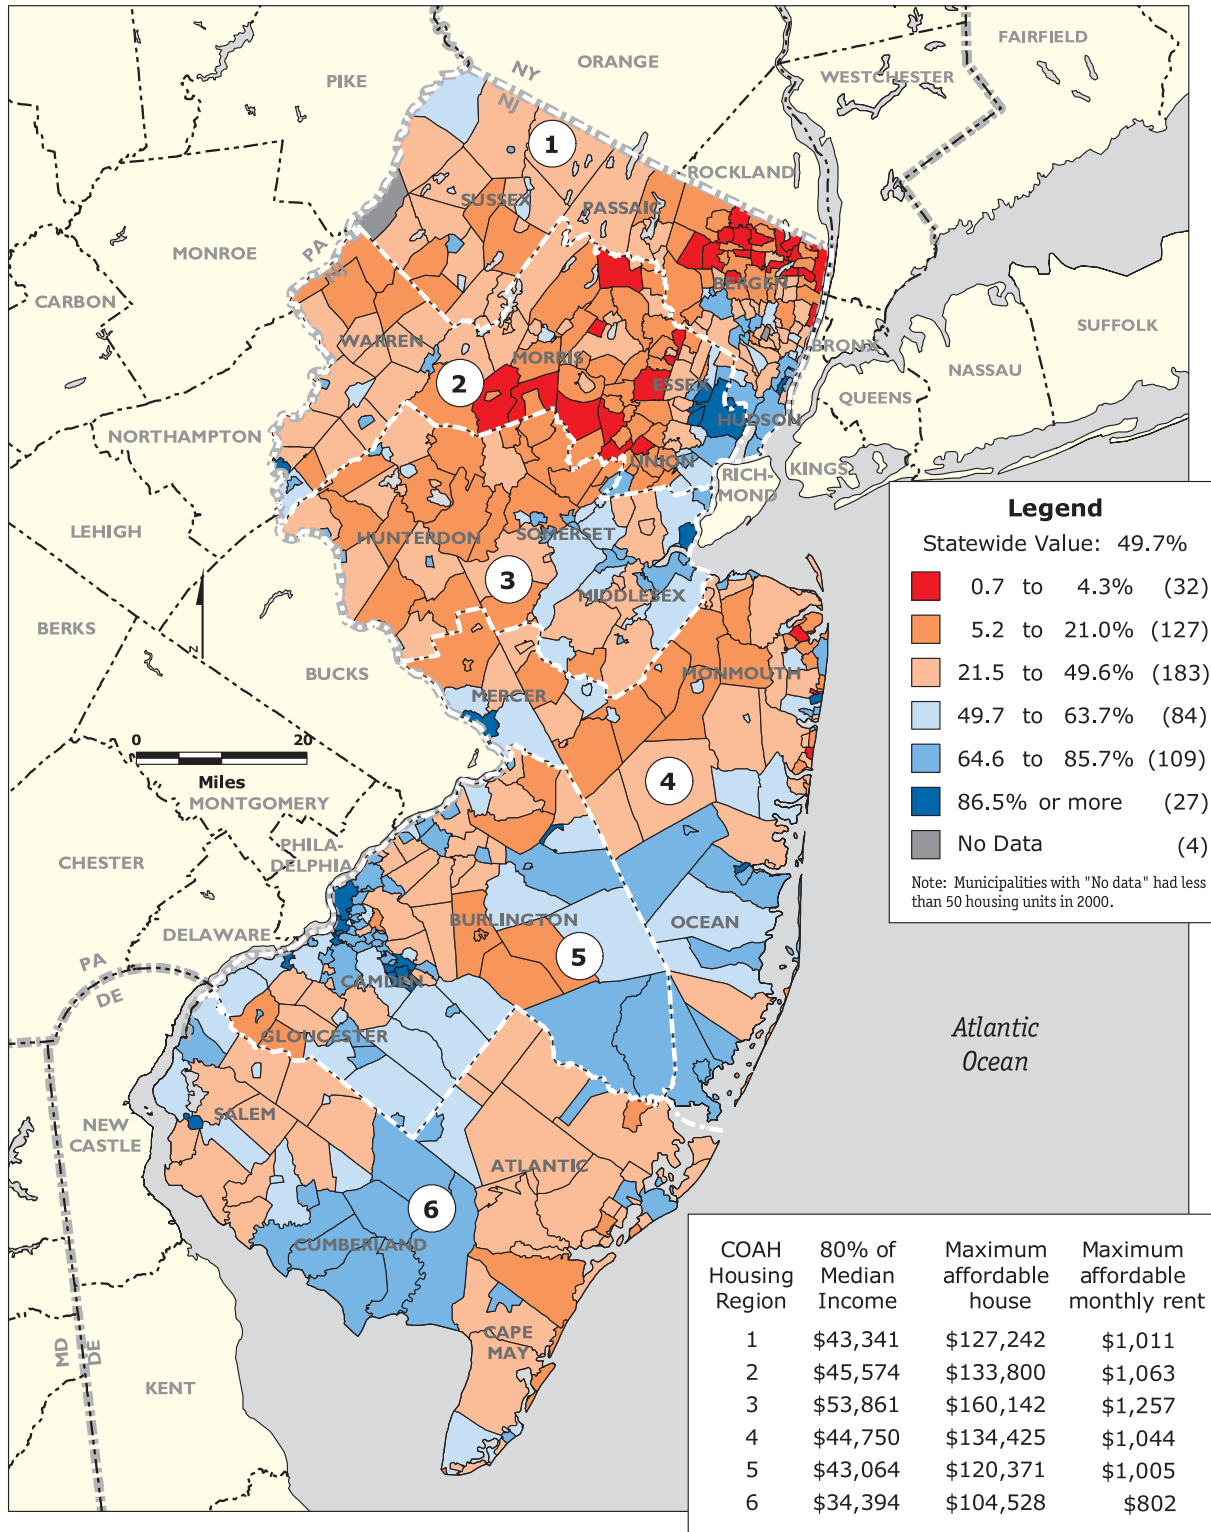 FAIRFIELD
ORANGE
NY
WESTCHESTER
PIKE
NJ
1
ROCKLAND
SUSSEX
PASSAIC
PA
MONROE
BERGEN
CARBON
SUFFOLK
WARREN
BRONX
MORRIS
NASSAU
2
ESSEX
QUEENS
HUDSON
NORTHAMPTON
UNION
KINGS
RICH-
MOND
LEHIGH
HUNTERDON
SOMERSET
3
MIDDLESEX
BERKS
N
BUCKS
MONMOUTH
MERCER
0 20
Miles
4
MONTGOMERY
PHILA-
DELPHIA
CHESTER
BURLINGTON
OCEAN
DELAWARE
5
PA
DE
CAMDEN
GLOUCESTER
Atlantic
Ocean
SALEM
NEW
CASTLE
ATLANTIC
6
CUMBERLAND
CAPE
MAY
MD
DE
KENT
Legend
Statewide Value: 49.7%
0.7 to 4.3% (32)
5.2 to 21.0% (127)
21.5 to 49.6% (183)
49.7 to 63.7% (84)
64.6 to 85.7% (109)
86.5% or more (27)
No Data (4)
Note: Municipalities with "No data" had less
than 50 housing units in 2000.
COAH 80% of Maximum Maximum
Housing Median affordable affordable
Region Income house monthly rent
1 $43,341 $127,242 $1,011
2 $45,574 $133,800 $1,063
3 $53,861 $160,142 $1,257
4 $44,750 $134,425 $1,044
5 $43,064 $120,371 $1,005
6 $34,394 $104,528 $802